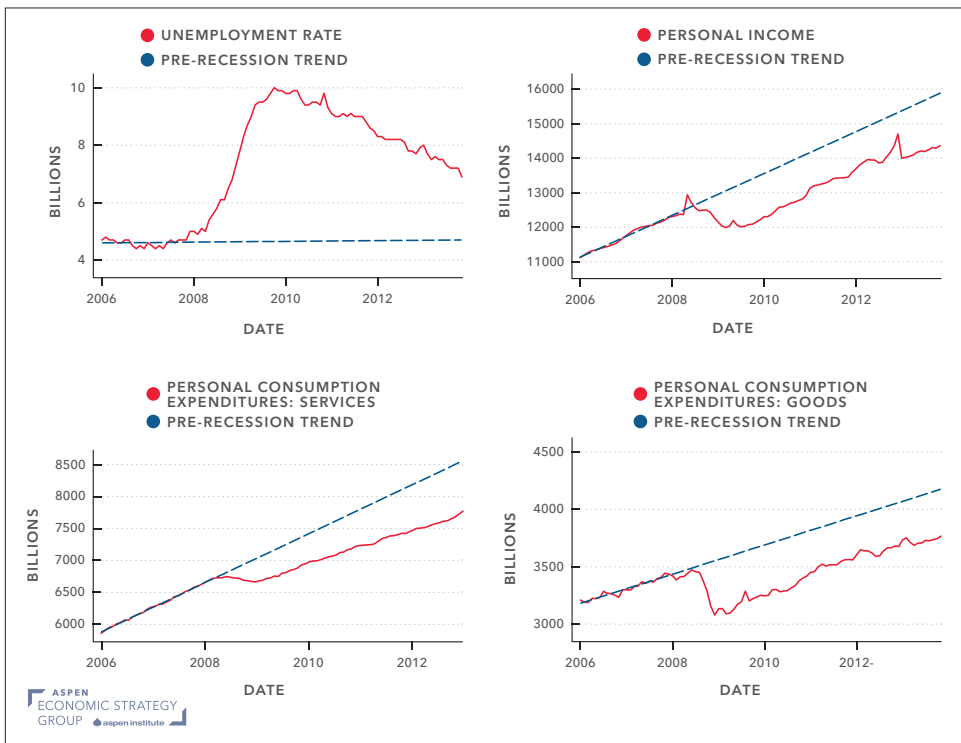 UNEMPLOYMENT RATE
PRE-RECESSION TREND
BILLIONS
10
8
6
4
2006
2008
2010
2012
DATE
PERSONAL INCOME
PRE-RECESSION TREND
BILLIONS
16000
15000
14000
13000
12000
11000
2006
2008
2010
2012
DATE
PERSONAL CONSUMPTION
EXPENDITURES: SERVICES
PRE-RECESSION TREND
BILLIONS
8500
8000
7500
7000
6500
6000
2006
2008
2010
2012
DATE
PERSONAL CONSUMPTION
EXPENDITURES: GOODS
PRE-RECESSION TREND
BILLIONS
4500
4000
3500
3000
2006
2008
2010
2012-
DATE
ASPEN
ECONOMIC STRATEGY
GROUP aspen institute